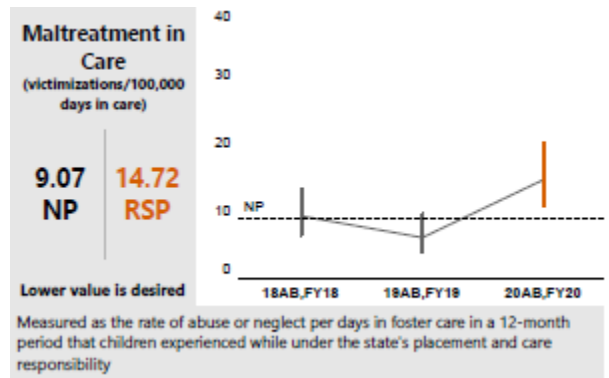 Maltreatment in
Care
(victimizations/100,000
days in care)
9.07
NP
14.72
RSP
Lower value is desired
40
30
20
10
NP
0
18AB,FY18
19AB,FY19
20AB,FY20
Measured as the rate of abuse or neglect per days in foster care in a 12-month
period that children experienced while under the state's placement and care
responsibility